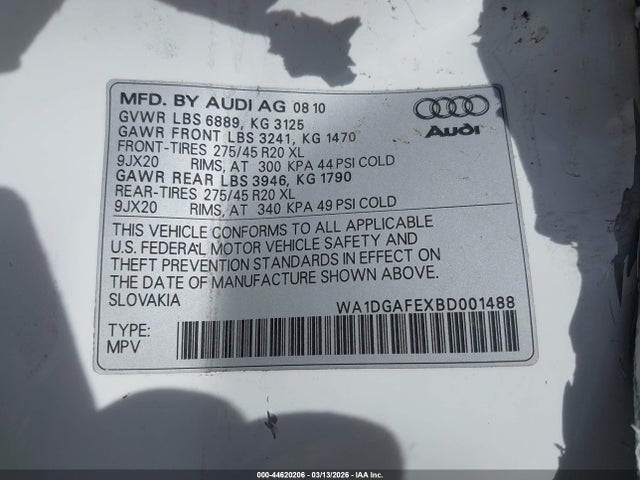 MFD. BY AUDI AG 08 10
GVWR LBS 6889, KG 3125
GAWR FRONT LBS 3241, KG 1470
FRONT-TIRES 275/45 R20 XL
9JX20 RIMS, AT 300 KPA 44 PSI COLD
GAWR REAR LBS 3946, KG 1790
REAR-TIRES 275/45 R20 XL
9JX20 RIMS, AT 340 KPA 49 PSI COLD
Audi
THIS VEHICLE CONFORMS TO ALL APPLICABLE
U.S. FEDERAL MOTOR VEHICLE SAFETY AND
THEFT PREVENTION STANDARDS IN EFFECT ON
THE DATE OF MANUFACTURE SHOWN ABOVE.
SLOVAKIA
WA1DGAFEXBD001488
TYPE:
MPV
000-44620206 - 03/13/2026 - IAA Inc.